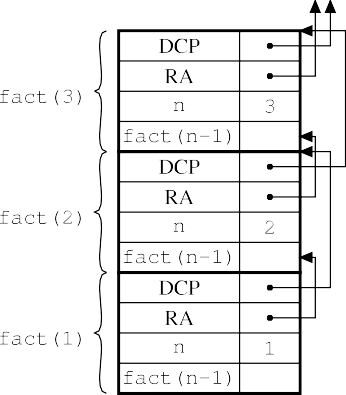 DCP
RA
fact(3)
n 3
fact(n-1)
DCP
RA
fact(2)
n 2
fact(n-1)
DCP
RA
fact(1)
n 1
fact(n-1)